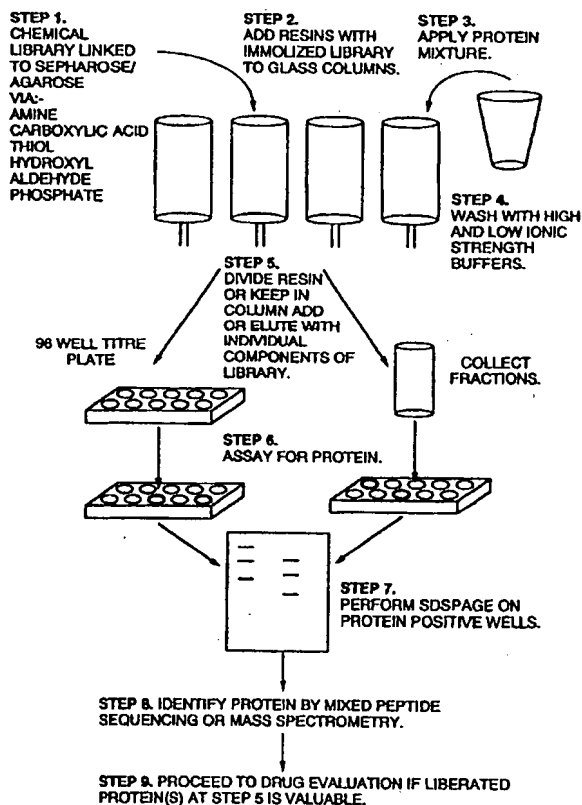 STEP 1.
CHEMICAL
LIBRARY LINKED
TO SEPHAROSE/
AGAROSE
VIA:-
AMINE
CARBOXYLIC ACID
THIOL
HYDROXYL
ALDEHYDE
PHOSPHATE
STEP 2.
ADD RESINS WITH
IMMOLIZED LIBRARY
TO GLASS COLUMNS.
STEP 3.
APPLY PROTEIN
MIXTURE.
STEP 4.
WASH WITH HIGH
AND LOW IONIC
STRENGTH
BUFFERS.
STEP 5.
DIVIDE RESIN
OR KEEP IN
COLUMN ADD
OR ELUTE WITH
INDIVIDUAL
COMPONENTS OF
LIBRARY.
96 WELL TITRE
PLATE
COLLECT
FRACTIONS.
STEP 6.
ASSAY FOR PROTEIN.
STEP 7.
PERFORM SDSPAGE ON
PROTEIN POSITIVE WELLS.
STEP 8. IDENTIFY PROTEIN BY MIXED PEPTIDE
SEQUENCING OR MASS SPECTROMETRY.
STEP 9. PROCEED TO DRUG EVALUATION IF LIBERATED
PROTEIN(S) AT STEP 5 IS VALUABLE.